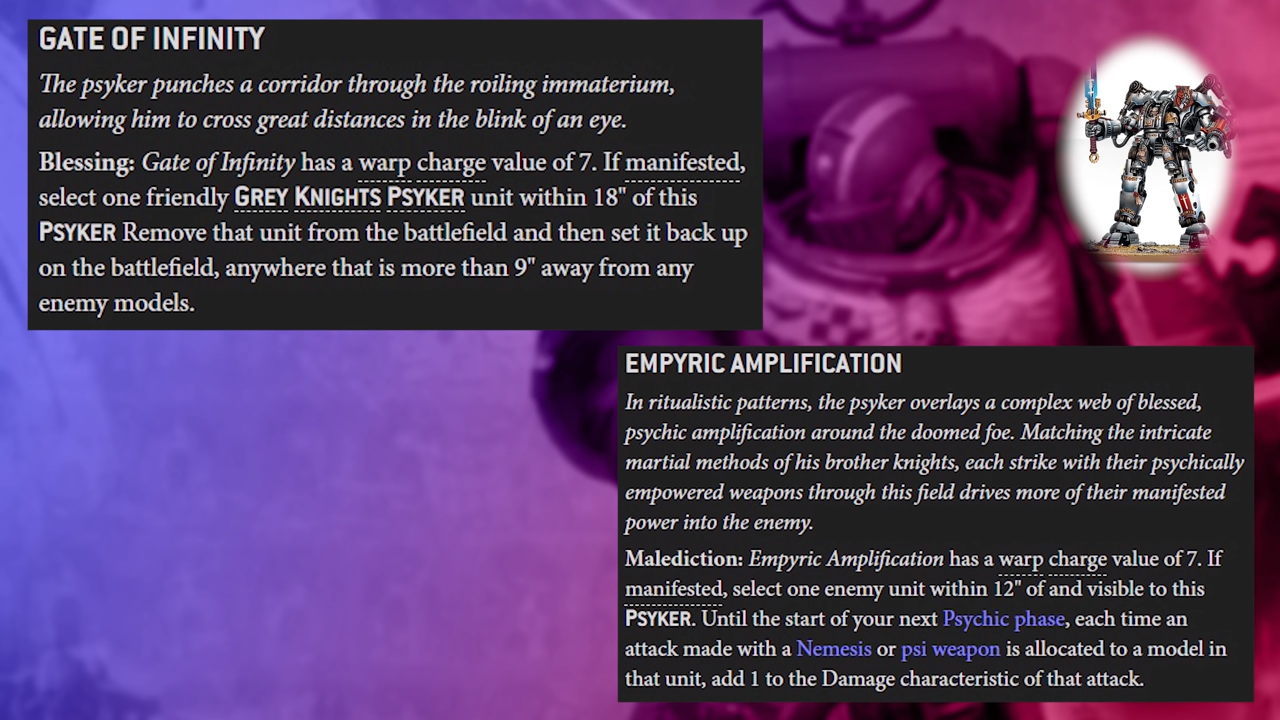 GATE OF INFINITY
The psyker punches a corridor through the roiling immaterium,
allowing him to cross great distances in the blink of an eye.
Blessing: Gate of Infinity has a warp charge value of 7. If manifested,
select one friendly GREY KNIGHTS PSYKER unit within 18" of this
PSYKER Remove that unit from the battlefield and then set it back up
on the battlefield, anywhere that is more than 9" away from any
enemy models.
EMPYRIC AMPLIFICATION
In ritualistic patterns, the psyker overlays a complex web of blessed,
psychic amplification around the doomed foe. Matching the intricate
martial methods of his brother knights, each strike with their psychically
empowered weapons through this field drives more of their manifested
power into the enemy.
Malediction: Empyric Amplification has a warp charge value of 7. If
manifested, select one enemy unit within 12" of and visible to this
PSYKER. Until the start of your next Psychic phase, each time an
attack made with a Nemesis or psi weapon is allocated to a model in
that unit, add 1 to the Damage characteristic of that attack.